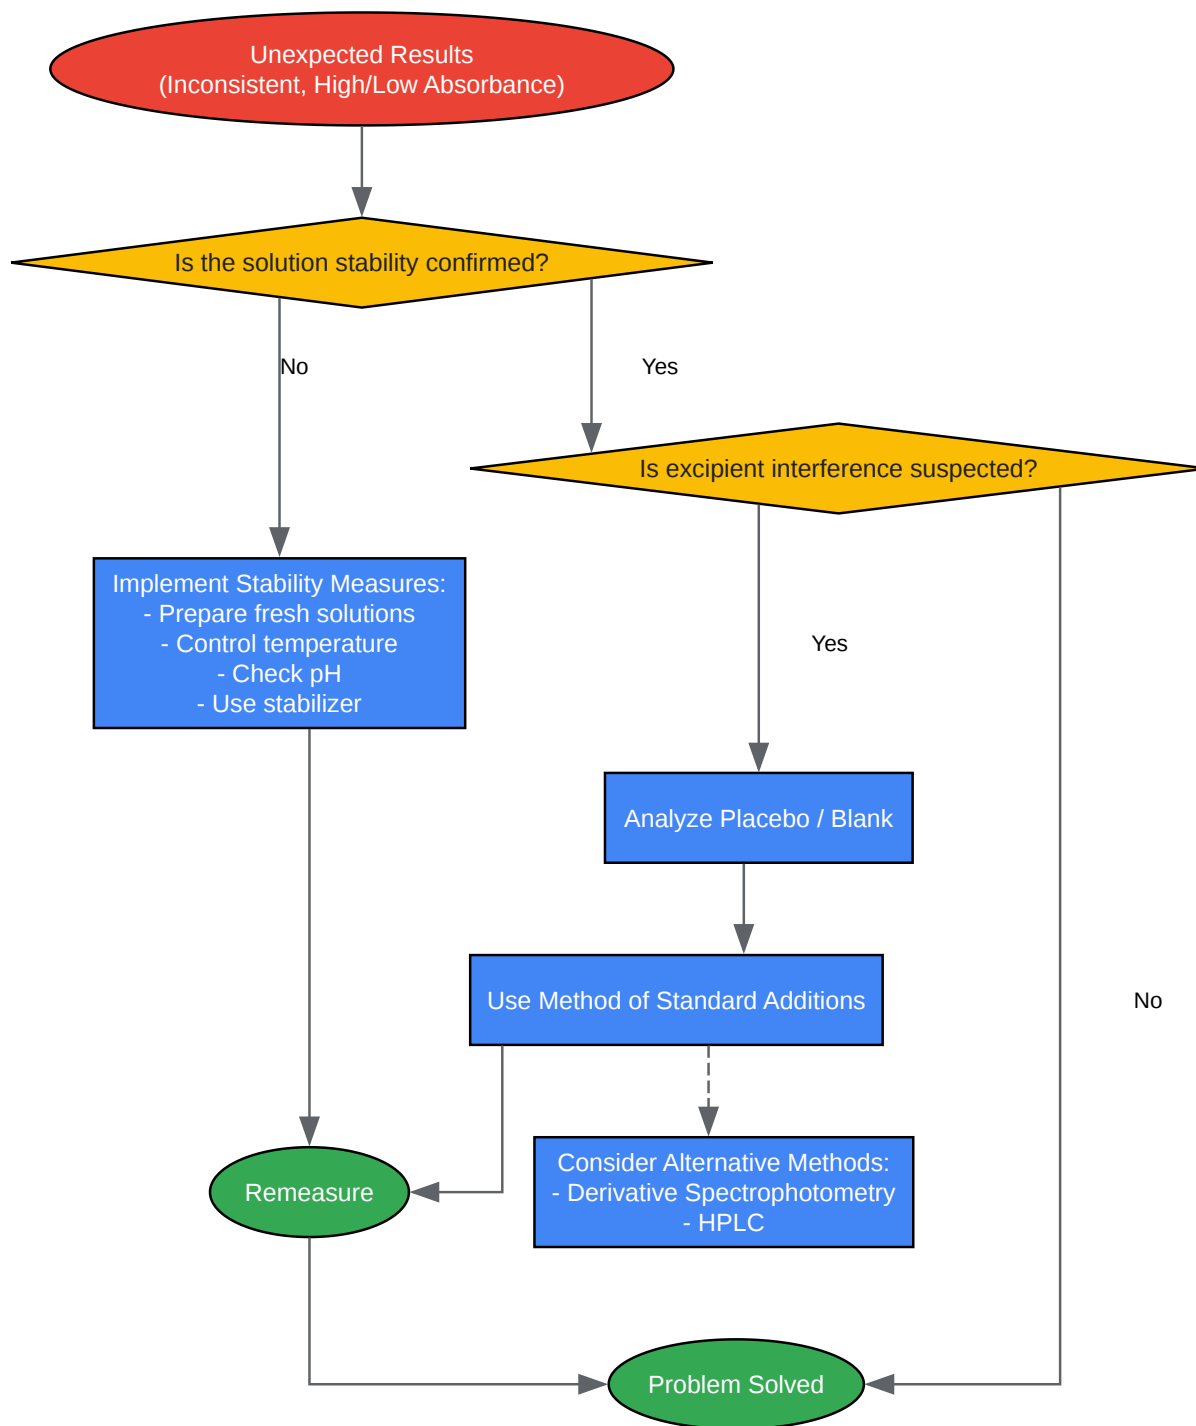 Unexpected Results
(Inconsistent, High/Low Absorbance)
Is the solution stability confirmed?
No
Yes
Is excipient interference suspected?
Implement Stability Measures:
- Prepare fresh solutions
- Control temperature
- Check pH
- Use stabilizer
Yes
Analyze Placebo / Blank
Use Method of Standard Additions
No
Consider Alternative Methods:
- Derivative Spectrophotometry
- HPLC
Remeasure
Problem Solved